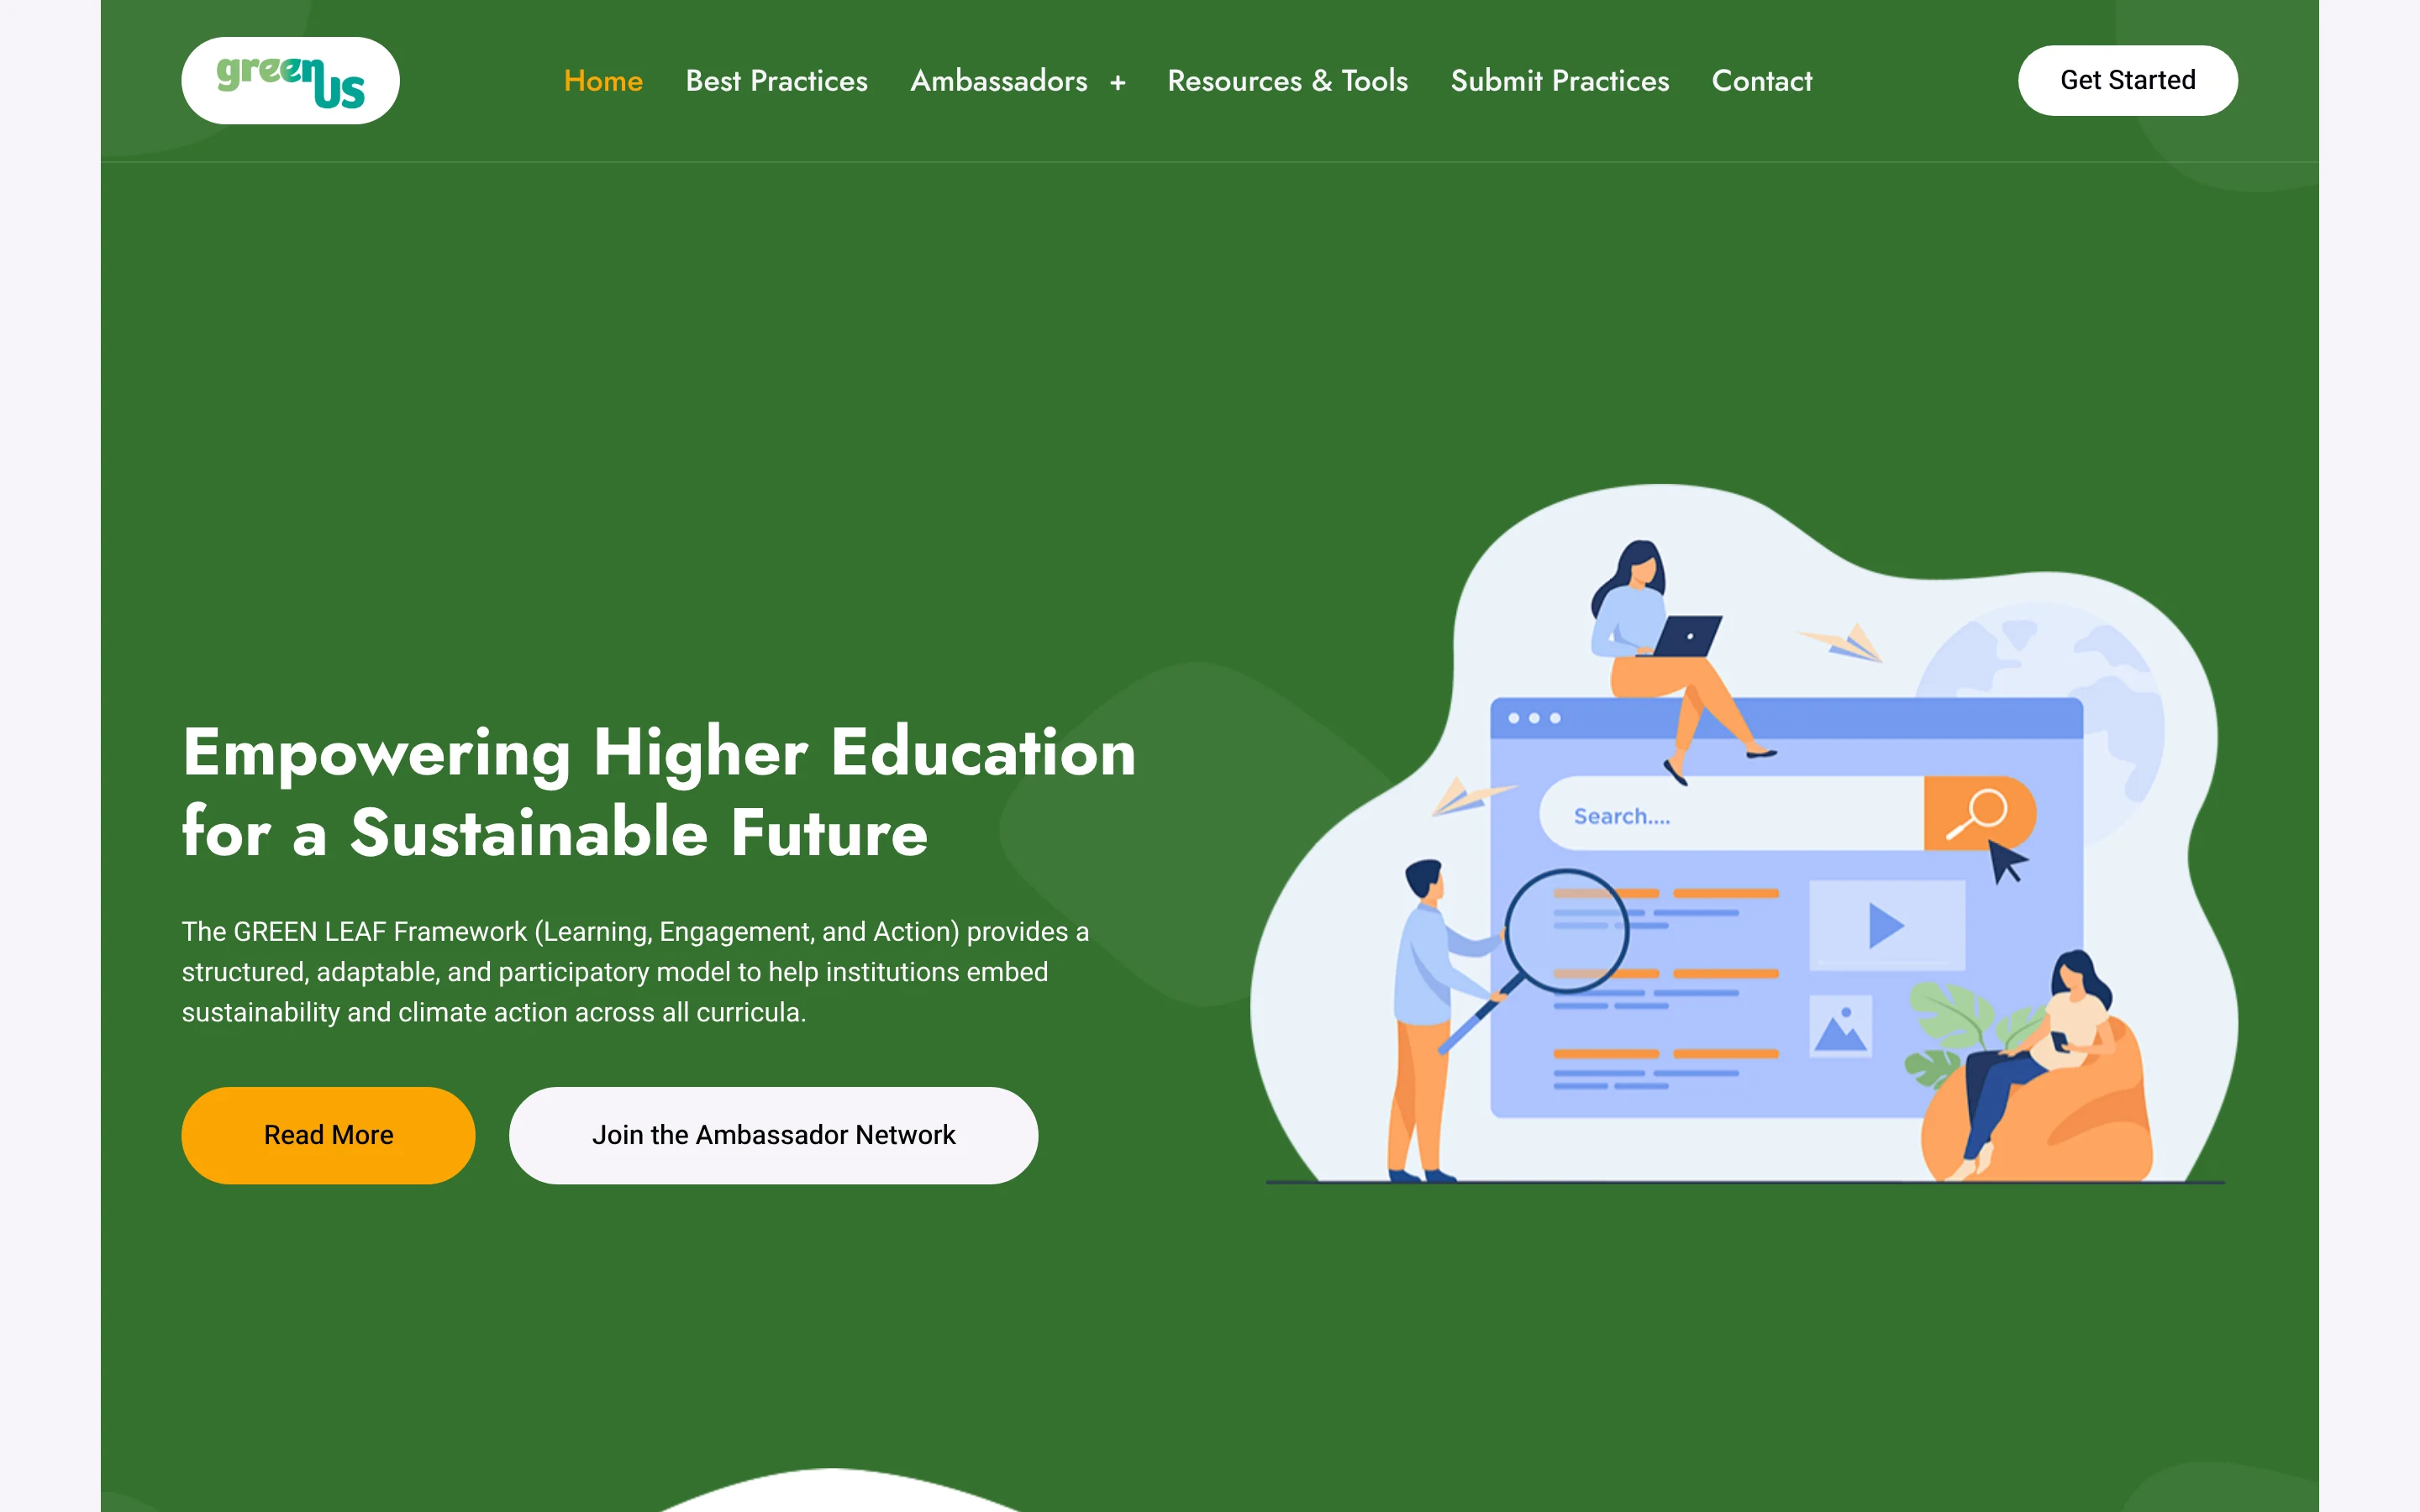 green
us
Home Best Practices Ambassadors + Resources & Tools Submit Practices Contact
Get Started
Empowering Higher Education
for a Sustainable Future
The GREEN LEAF Framework (Learning, Engagement, and Action) provides a
structured, adaptable, and participatory model to help institutions embed
sustainability and climate action across all curricula.
Read More
Join the Ambassador Network
Search....